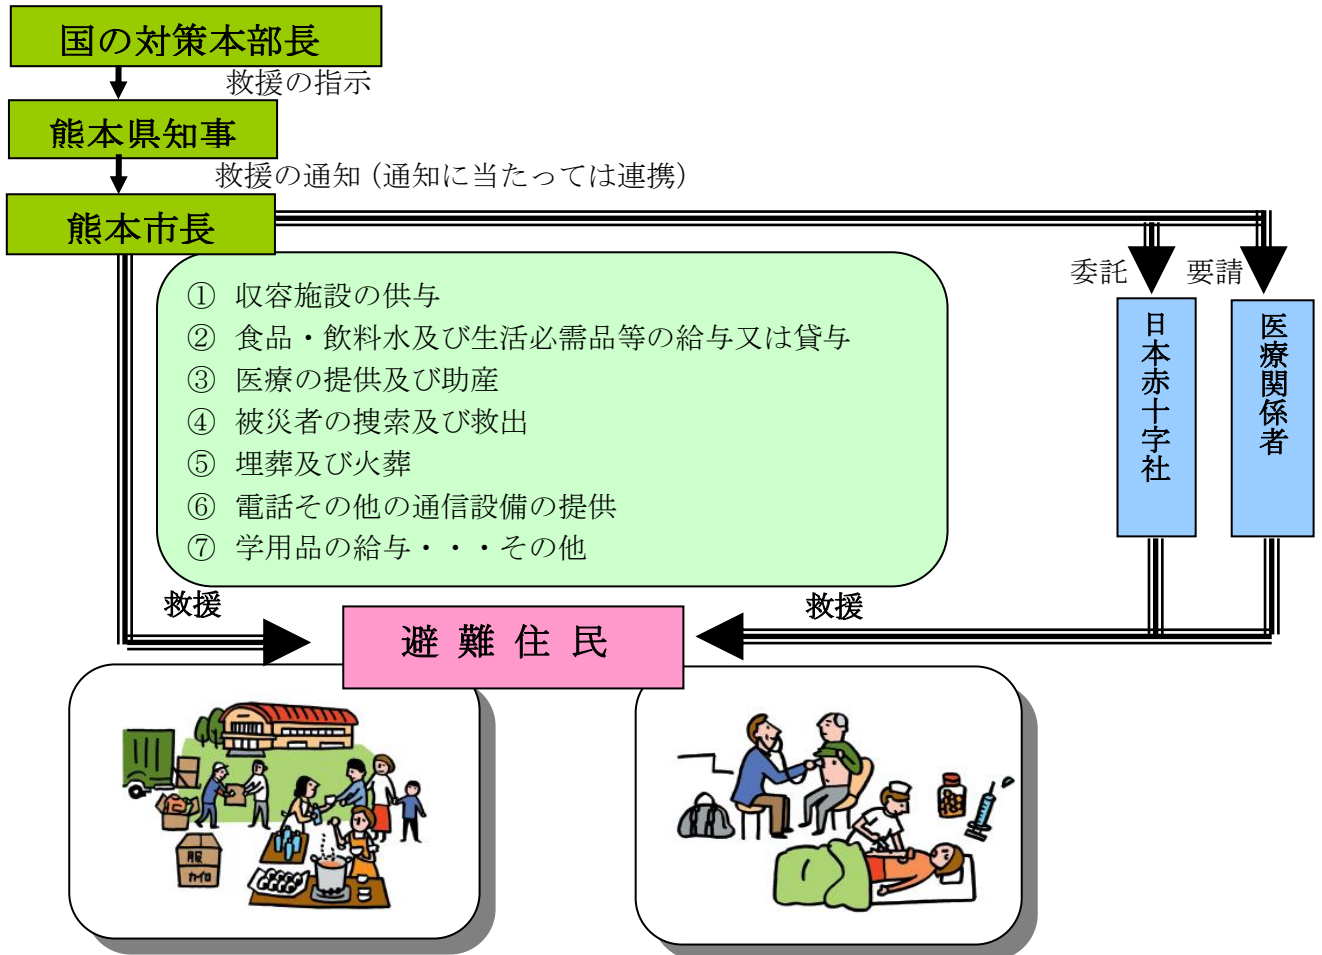 国の対策本部長
救援の指示
熊本県知事
救援の通知（通知に当たっては連携）
熊本市長
委託
要請
① 収容施設の供与
② 食品・飲料水及び生活必需品等の給与又は貸与
③ 医療の提供及び助産
④ 被災者の捜索及び救出
⑤ 埋葬及び火葬
⑥ 電話その他の通信設備の提供
⑦ 学用品の給与・・・その他
日本赤十字社
医療関係者
救援
救援
避難住民
服
カイロ